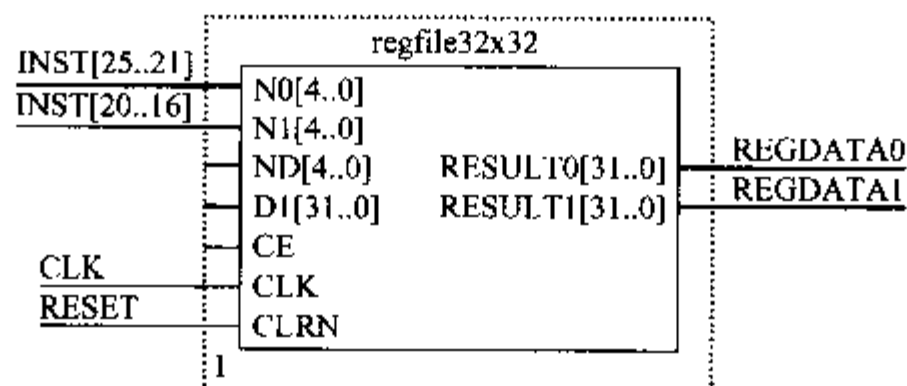 regfile32x32
INST[25..21]
INST[20..16]
N0[4..0]
N1[4..0]
ND[4..0]
DI[31..0]
CE
CLK
CLRN
CLK
RESET
RESULT0[31..0]
RESULT1[31..0]
REGDATA0
REGDATA1
1